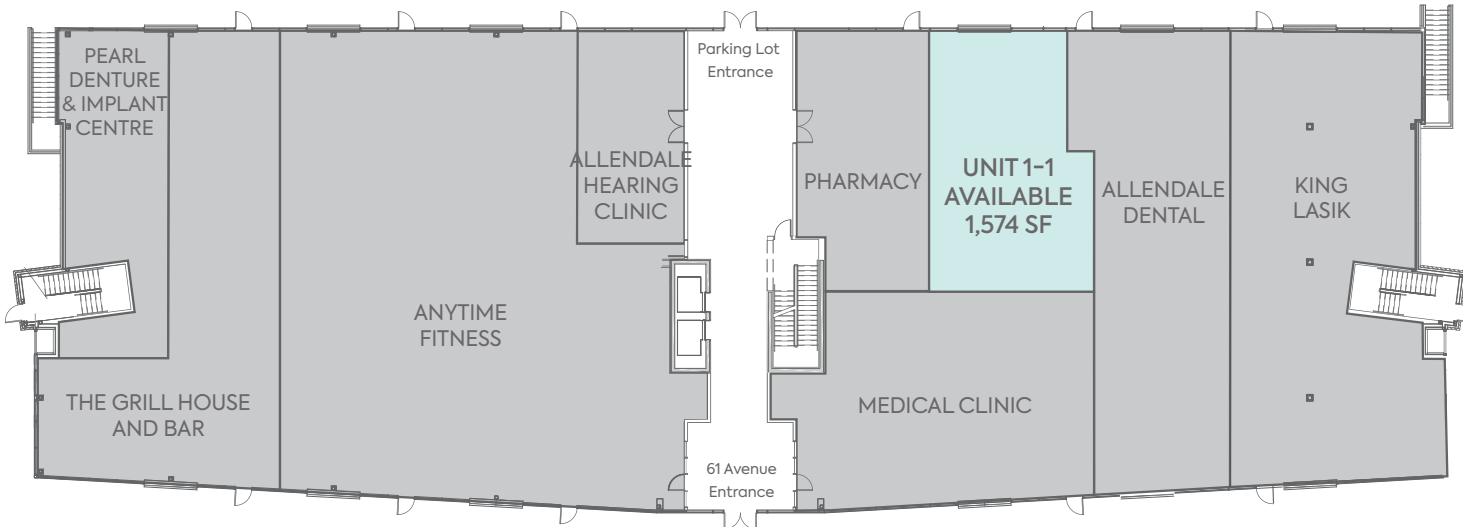 PEARL
DENTURE
& IMPLANT
CENTRE
THE GRILL HOUSE
AND BAR
ANYTIME
FITNESS
ALLENDALE
HEARING
CLINIC
Parking Lot
Entrance
61 Avenue
Entrance
PHARMACY
UNIT 1-1
AVAILABLE
1,574 SF
MEDICAL CLINIC
ALLENDALE
DENTAL
KING
LASIK